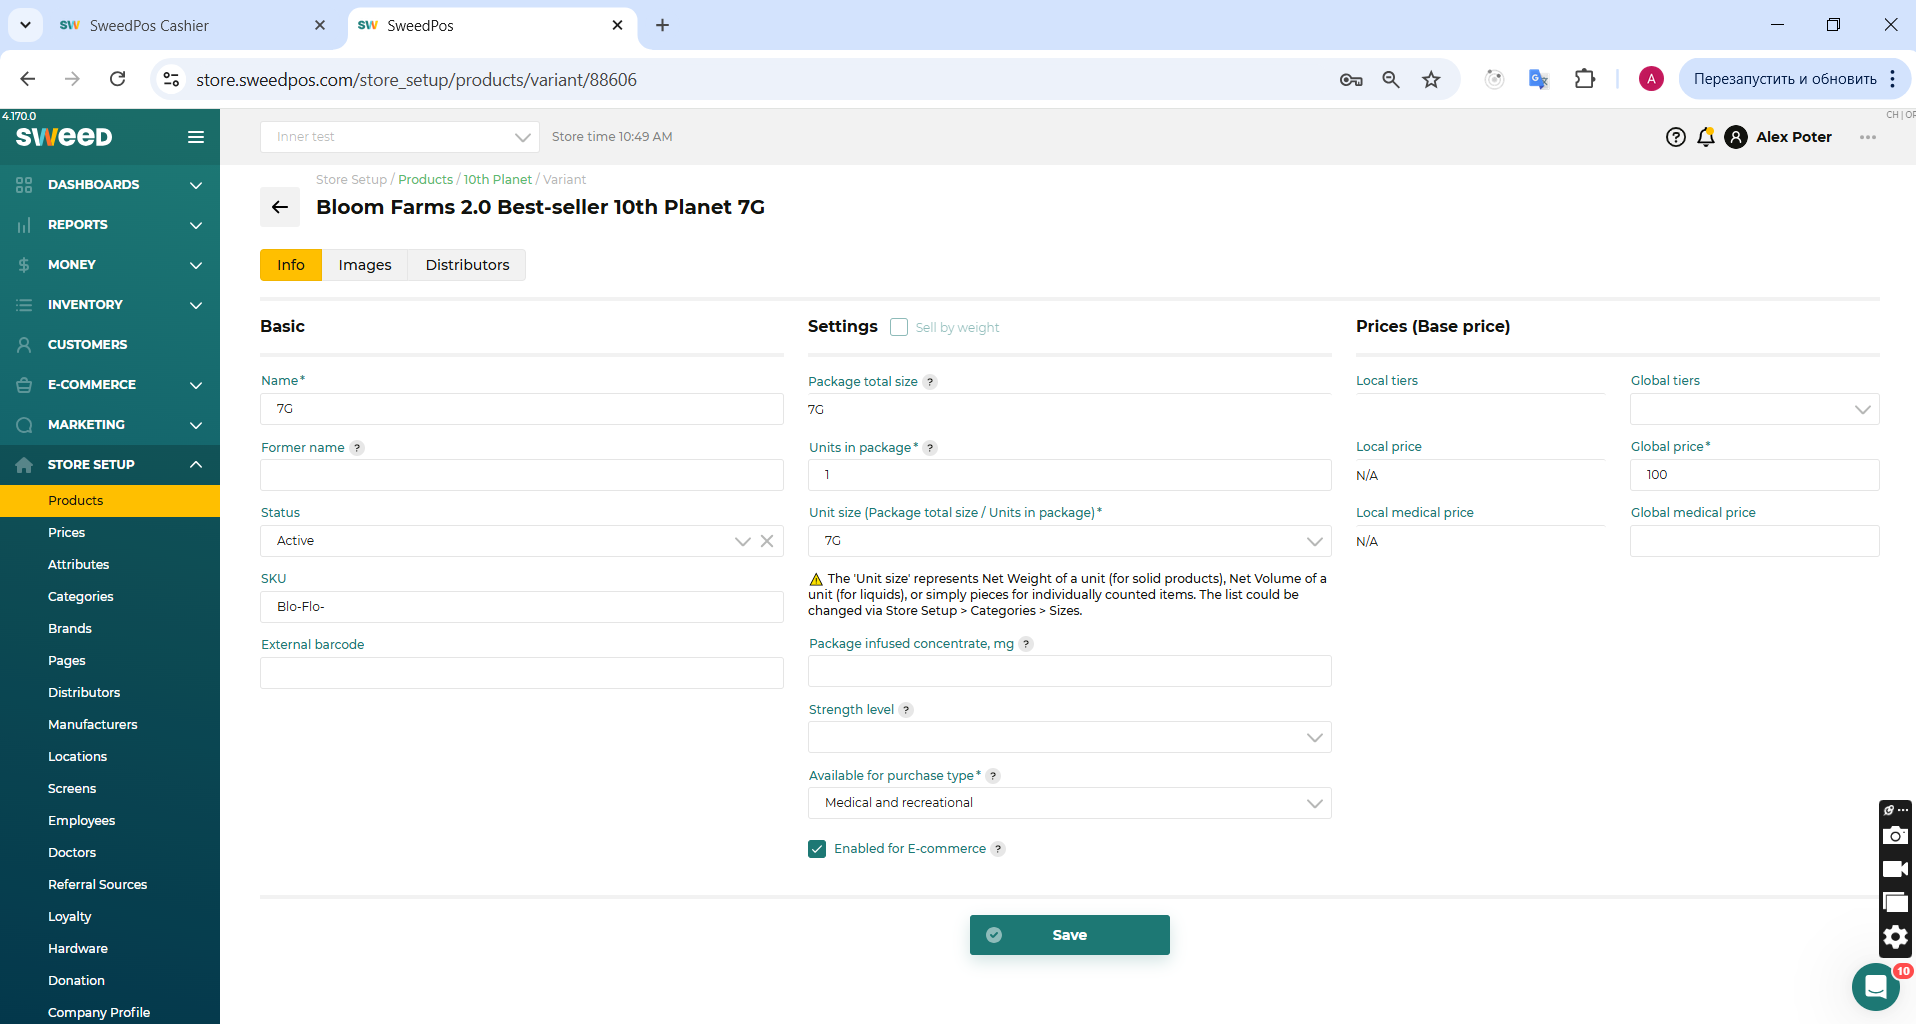 SW SweedPos Cashier
SW SweedPos
store.sweedpos.com/store_setup/products/variant/88606
A
Перезапустить и обновить
4.170.0
SWEED
Inner test
Store time 10:49 AM
Alex Poter
CH | OR
DASHBOARDS
REPORTS
MONEY
INVENTORY
CUSTOMERS
E-COMMERCE
MARKETING
STORE SETUP
Products
Prices
Attributes
Categories
Brands
Pages
Distributors
Manufacturers
Locations
Screens
Employees
Doctors
Referral Sources
Loyalty
Hardware
Donation
Company Profile
Store Setup / Products / 10th Planet / Variant
Bloom Farms 2.0 Best-seller 10th Planet 7G
Info
Images
Distributors
Basic
Name*
7G
Former name ?
Status
Active
SKU
Blo-Flo-
External barcode
Settings
Sell by weight
Package total size ?
7G
Units in package* ?
1
Unit size (Package total size / Units in package)*
7G
The 'Unit size' represents Net Weight of a unit (for solid products), Net Volume of a
unit (for liquids), or simply pieces for individually counted items. The list could be
changed via Store Setup > Categories > Sizes.
Package infused concentrate, mg ?
Strength level ?
Available for purchase type* ?
Medical and recreational
Enabled for E-commerce ?
Prices (Base price)
Local tiers
Global tiers
Local price
N/A
Global price*
100
Local medical price
N/A
Global medical price
Save
10